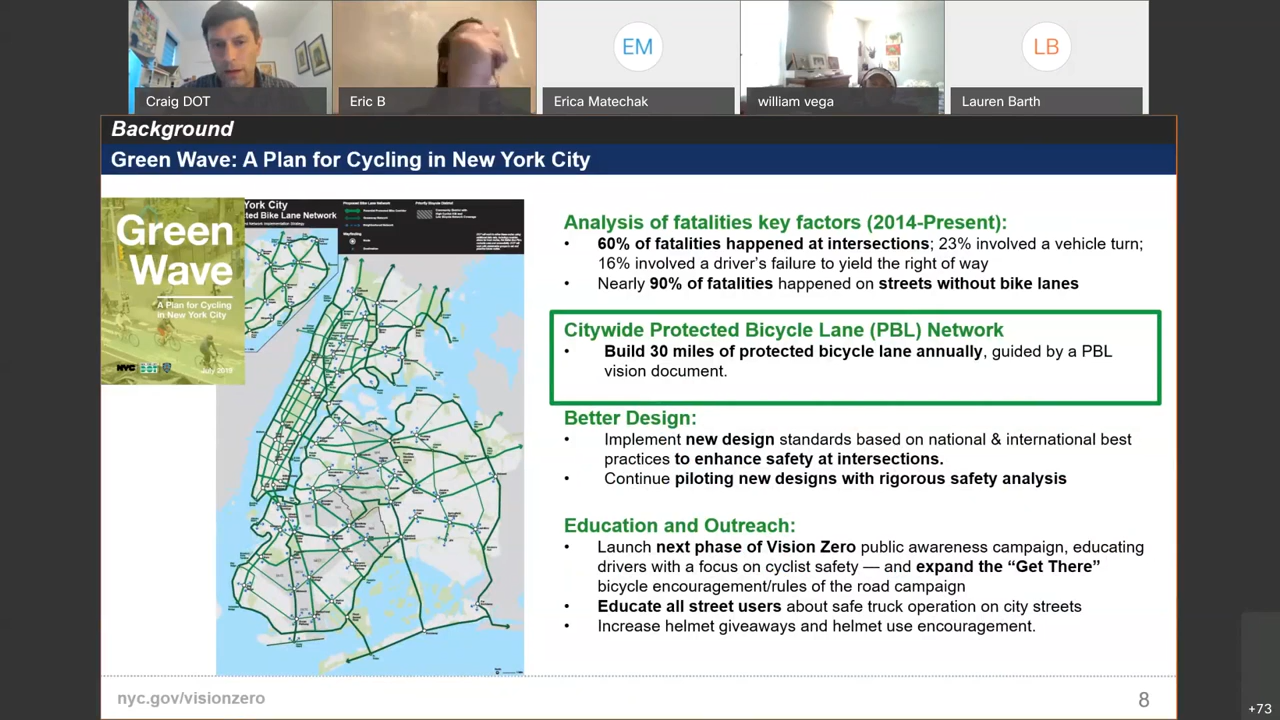 EM
LB
Craig DOT
Eric B
Erica Matechak
william vega
Lauren Barth
Background
Green Wave: A Plan for Cycling in New York City
Green
Wave
A Plan for Cycling
in New York City
NYC
July 2019
York City
ted Bike Lane Network
Analysis of fatalities key factors (2014-Present):
• 60% of fatalities happened at intersections; 23% involved a vehicle turn;
16% involved a driver's failure to yield the right of way
• Nearly 90% of fatalities happened on streets without bike lanes
Citywide Protected Bicycle Lane (PBL) Network
• Build 30 miles of protected bicycle lane annually, guided by a PBL
vision document.
Better Design:
• Implement new design standards based on national & international best
practices to enhance safety at intersections.
• Continue piloting new designs with rigorous safety analysis
Education and Outreach:
• Launch next phase of Vision Zero public awareness campaign, educating
drivers with a focus on cyclist safety — and expand the “Get There”
bicycle encouragement/rules of the road campaign
• Educate all street users about safe truck operation on city streets
• Increase helmet giveaways and helmet use encouragement.
nyc.gov/visionzero
8
+73